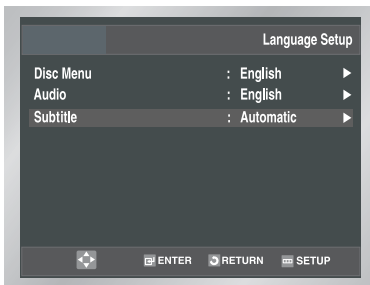 Language Setup
Disc Menu : English ►
Audio : English ►
Subtitle : Automatic ►
ENTER RETURN SETUP